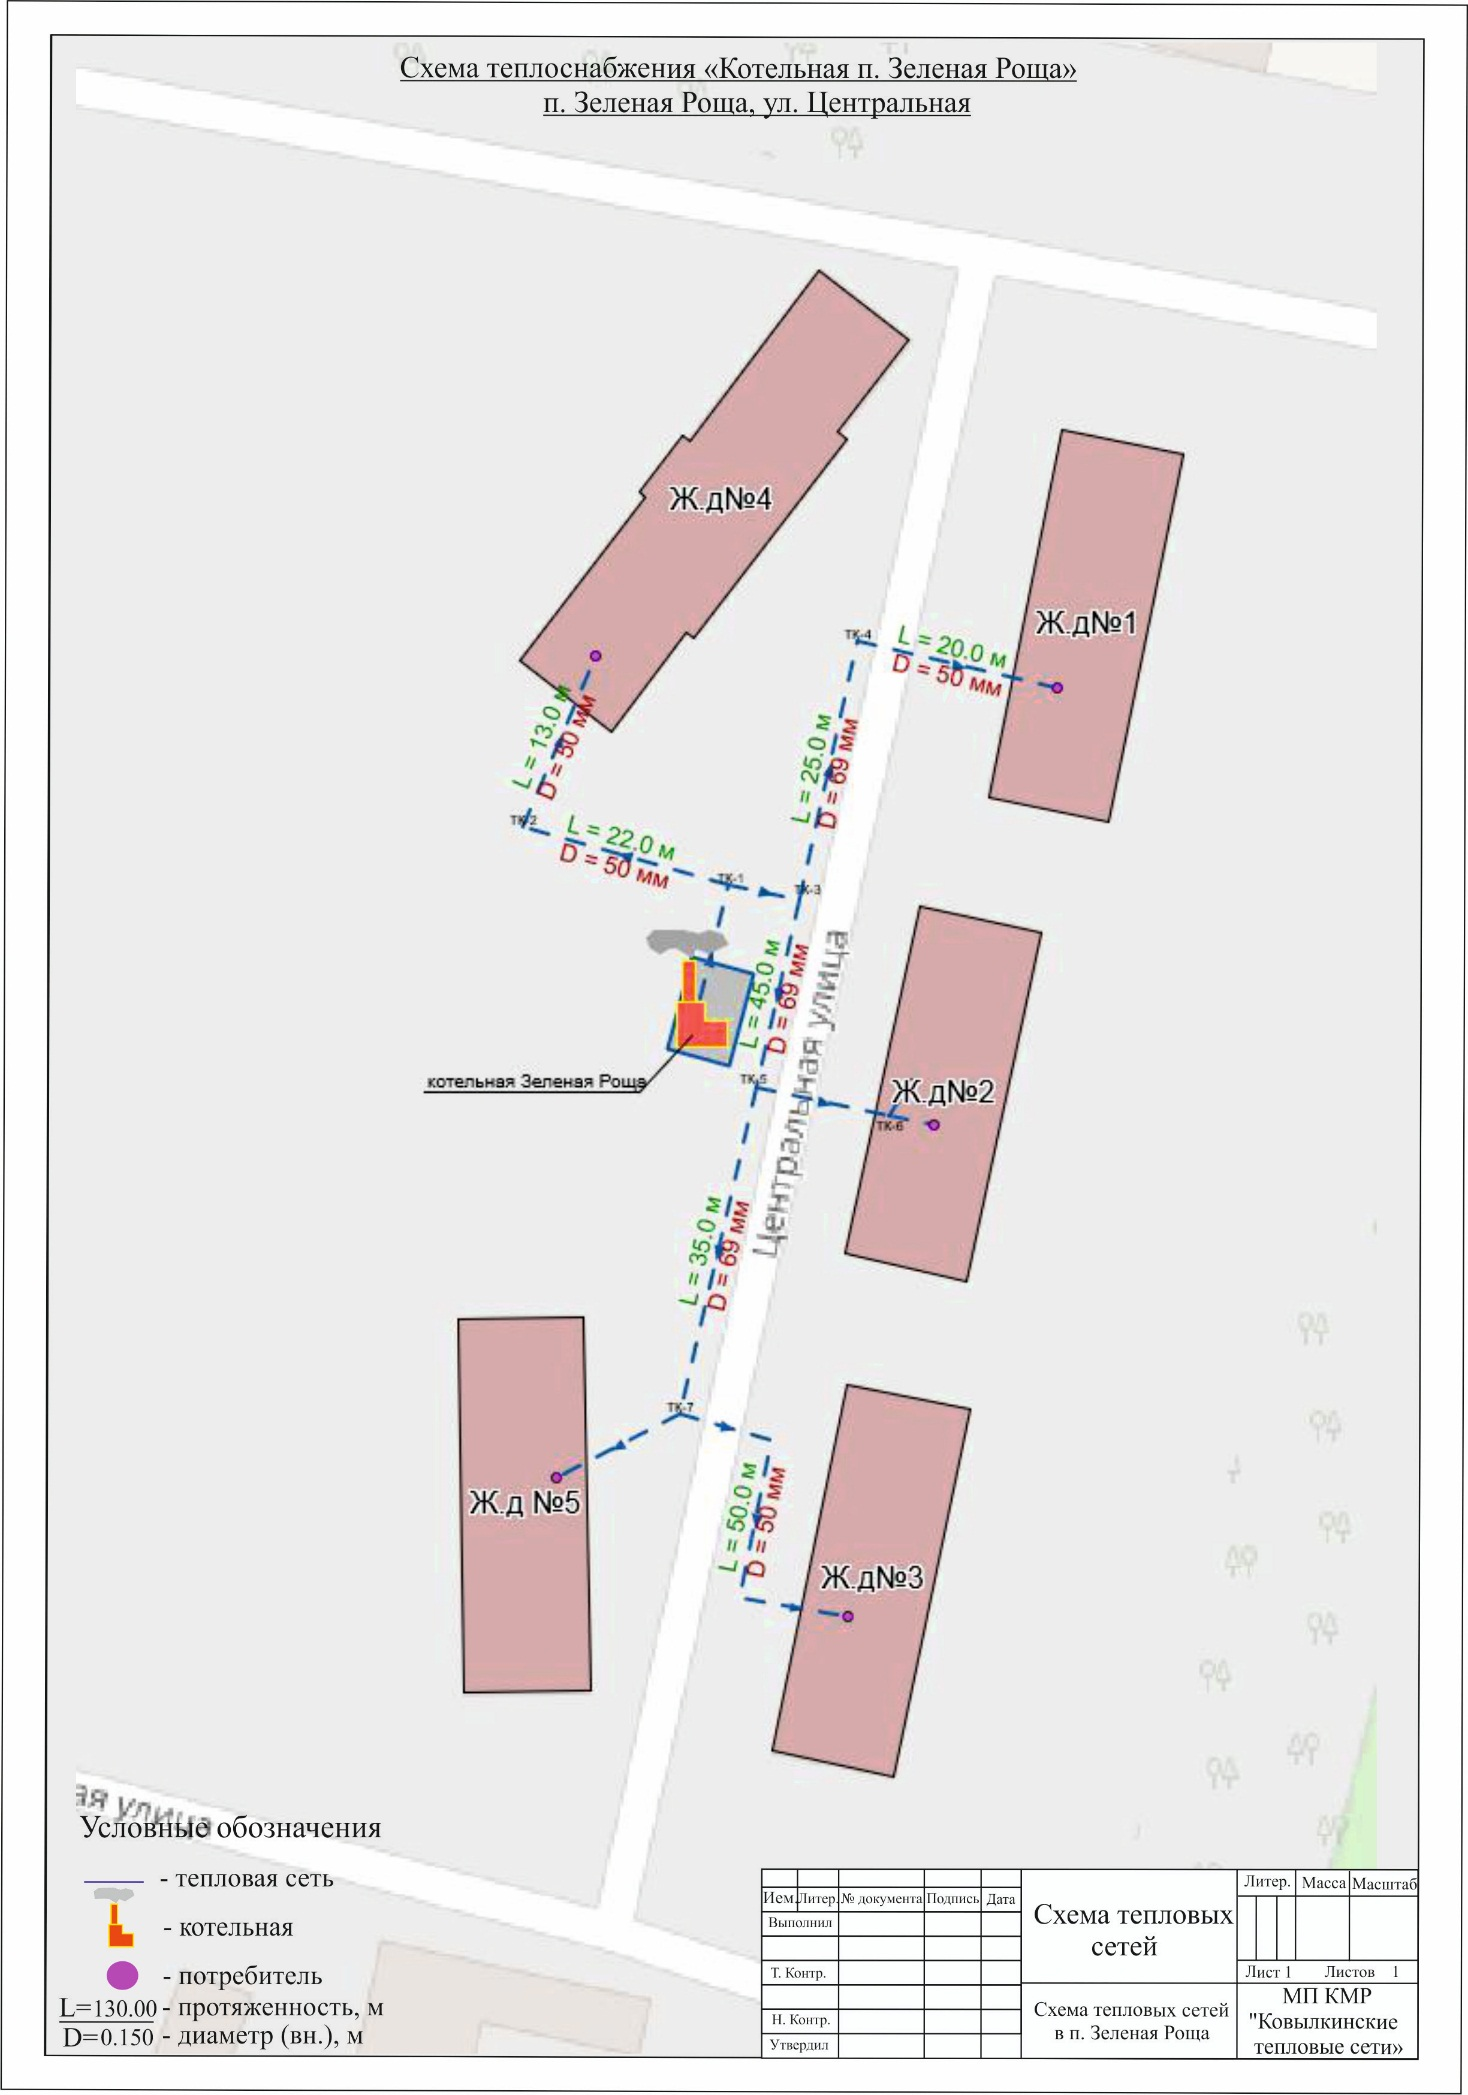 Схема теплоснабжения «Котельная п. Зеленая Роща»
п. Зеленая Роща, ул. Центральная
Ж.д№4
Ж.д№1
ТК-4
L = 20.0 м
D = 50 мм
L = 13.0 м
D = 50 мм
L = 25.0 м
D = 69 мм
ТК-2
L = 22.0 м
D = 50 мм
ТК-1
ТК-3
L = 45.0 м
D = 69 мм
Центральная улица
котельная Зеленая Роща
ТК-5
Ж.д№2
ТК-6
L = 35.0 м
D = 69 мм
ТК-7
Ж.д №5
L = 50.0 м
D = 50 мм
Ж.д№3
ая улица
Условные обозначения
- тепловая сеть
- котельная
- потребитель
L=130.00 - протяженность, м
D=0.150 - диаметр (вн.), м
Изм. Литер. № документа Подпись Дата
Выполнил
Т. Контр.
Н. Контр.
Утвердил
Схема тепловых
сетей
Схема тепловых сетей
в п. Зеленая Роща
Литер. Масса Масштаб
Лист 1 Листов 1
МП КМР
"Ковылкинские
тепловые сети»